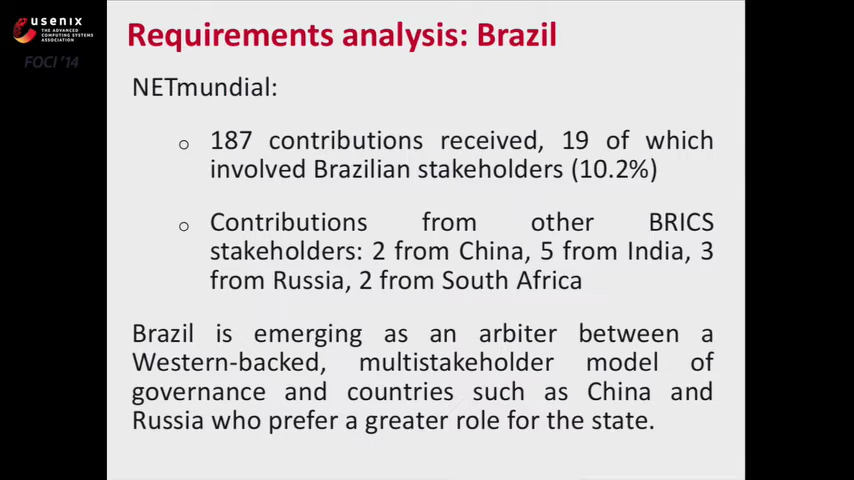 usenix
THE ADVANCED
COMPUTING SYSTEMS
ASSOCIATION
FOCI '14
Requirements analysis: Brazil
NETmundial:
o 187 contributions received, 19 of which
involved Brazilian stakeholders (10.2%)
o Contributions from other BRICS
stakeholders: 2 from China, 5 from India, 3
from Russia, 2 from South Africa
Brazil is emerging as an arbiter between a
Western-backed, multistakeholder model of
governance and countries such as China and
Russia who prefer a greater role for the state.